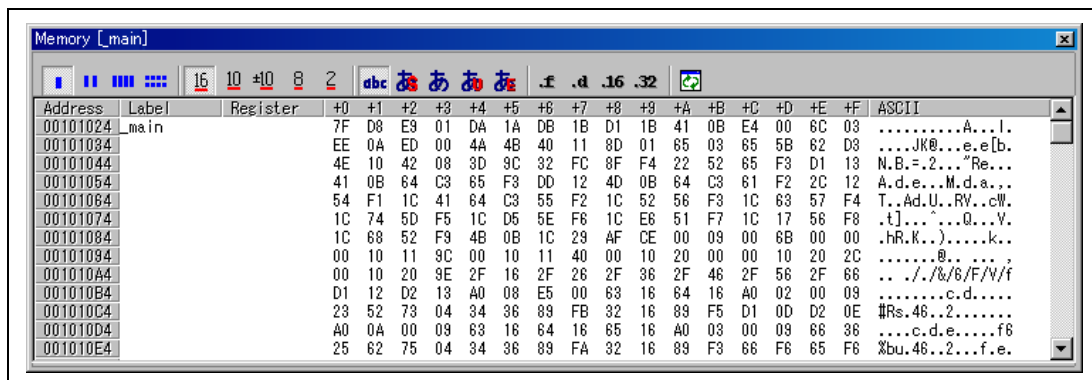 Memory [_main]
16 10 ±10 8 2 abc あS あ あU あE .f .d .16 .32
Address Label Register +0 +1 +2 +3 +4 +5 +6 +7 +8 +9 +A +B +C +D +E +F ASCII
00101024 _main 7F D8 E9 01 DA 1A DB 1B D1 1B 41 0B E4 00 6C 03 ..........A...l.
00101034 EE 0A ED 00 4A 4B 40 11 8D 01 65 03 65 5B 62 D3 ....JK@...e.e[b.
00101044 4E 10 42 08 3D 9C 32 FC 8F F4 22 52 65 F3 D1 13 N.B.=.2..."Re...
00101054 41 0B 64 C3 65 F3 DD 12 4D 0B 64 C3 61 F2 2C 12 A.d.e...M.d.a.,.
00101064 54 F1 1C 41 64 C3 55 F2 1C 52 56 F3 1C 63 57 F4 T..Ad.U..RV..cW.
00101074 1C 74 5D F5 1C D5 5E F6 1C E6 51 F7 1C 17 56 F8 .t]...^...Q...V.
00101084 1C 68 52 F9 4B 0B 1C 29 AF CE 00 09 00 6B 00 00 .hR.K..).....k..
00101094 00 10 11 9C 00 10 11 40 00 10 20 00 00 10 20 2C .......@.. ... ,
001010A4 00 10 20 9E 2F 16 2F 26 2F 36 2F 46 2F 56 2F 66 .. ././&/6/F/V/f
001010B4 D1 12 D2 13 A0 08 E5 00 63 16 64 16 A0 02 00 09 ........c.d.....
001010C4 23 52 73 04 34 36 89 FB 32 16 89 F5 D1 0D D2 0E #Rs.46..2.......
001010D4 A0 0A 00 09 63 16 64 16 65 16 A0 03 00 09 66 36 ....c.d.e.....f6
001010E4 25 62 75 04 34 36 89 FA 32 16 89 F3 66 F6 65 F6 %bu.46..2...f.e.